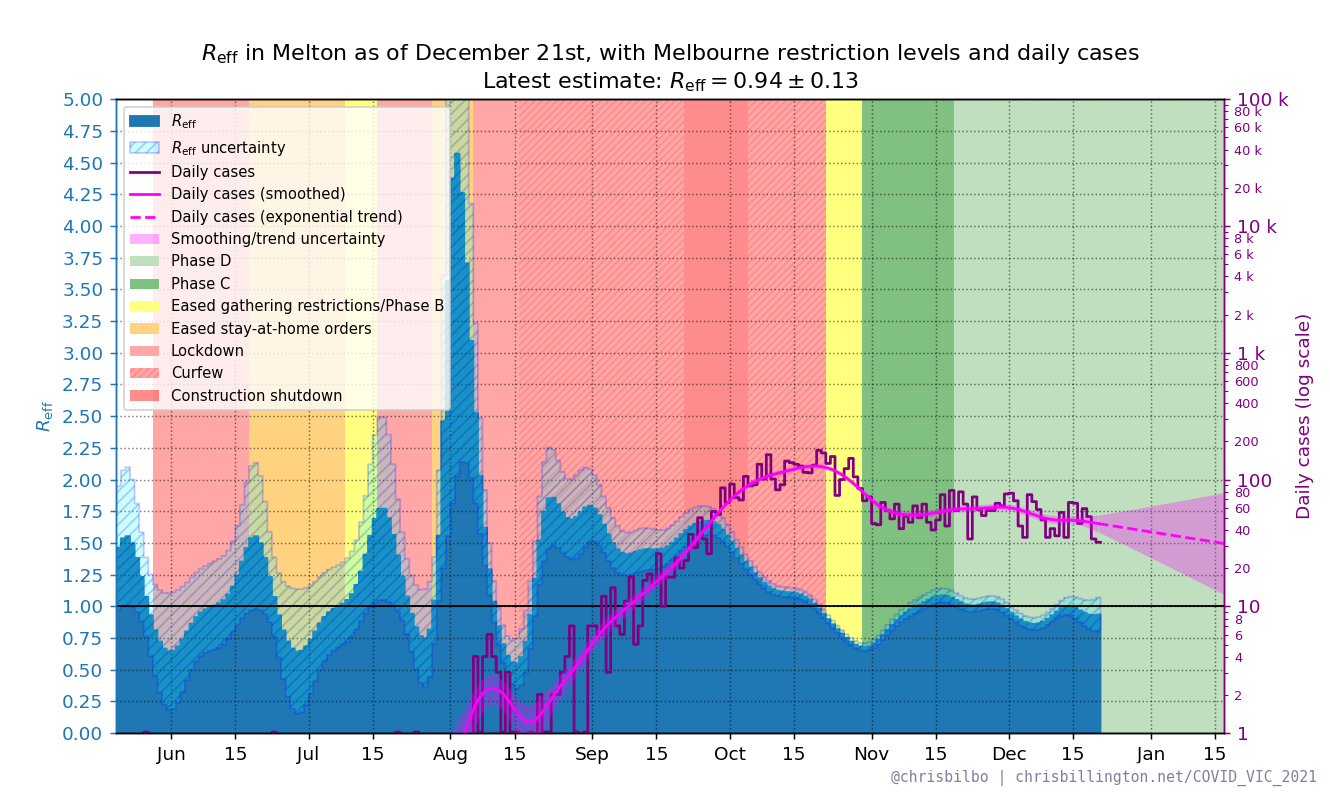 R_eff in Melton as of December 21st, with Melbourne restriction levels and daily cases
Latest estimate: R_eff = 0.94 ± 0.13
5.00
4.75
4.50
4.25
4.00
3.75
3.50
3.25
3.00
2.75
2.50
2.25
2.00
1.75
1.50
1.25
1.00
0.75
0.50
0.25
0.00
R_eff
R_eff
R_eff uncertainty
Daily cases
Daily cases (smoothed)
Daily cases (exponential trend)
Smoothing/trend uncertainty
Phase D
Phase C
Eased gathering restrictions/Phase B
Eased stay-at-home orders
Lockdown
Curfew
Construction shutdown
100 k
80 k
60 k
40 k
20 k
10 k
8 k
6 k
4 k
2 k
1 k
800
600
400
200
100
80
60
40
20
10
8
6
4
2
1
Daily cases (log scale)
Jun 15 Jul 15 Aug 15 Sep 15 Oct 15 Nov 15 Dec 15 Jan 15
@chrisbilbo | chrisbillington.net/COVID_VIC_2021